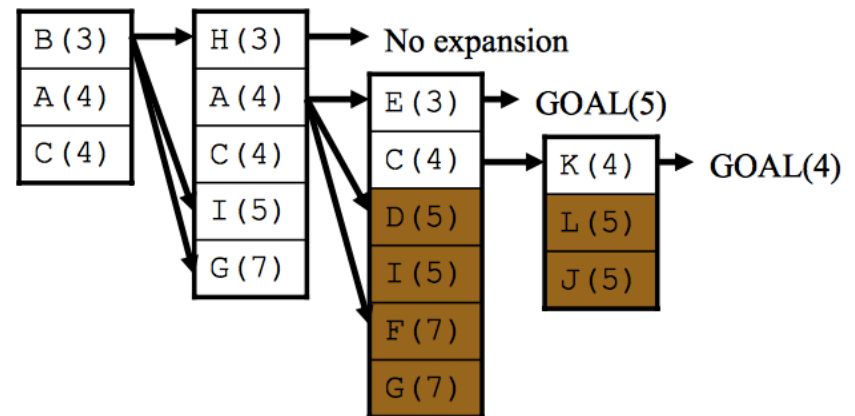 B(3)
A(4)
C(4)
H(3)
A(4)
C(4)
I(5)
G(7)
No expansion
E(3)
C(4)
D(5)
I(5)
F(7)
G(7)
GOAL(5)
K(4)
L(5)
J(5)
GOAL(4)